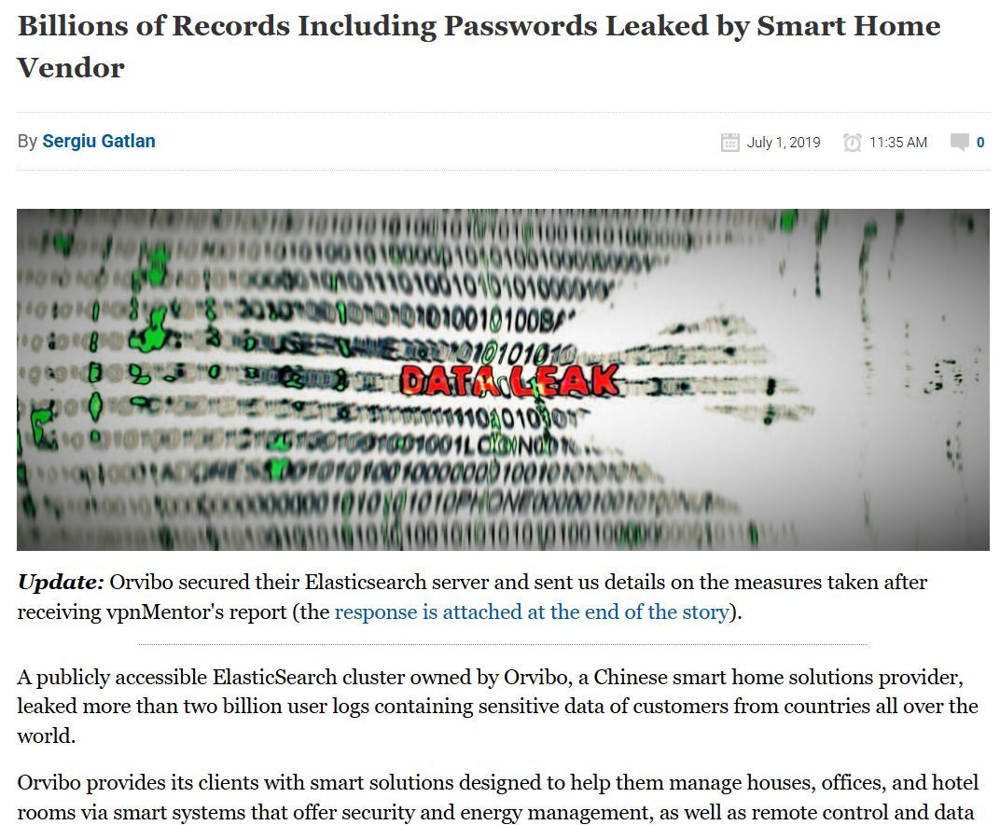 Billions of Records Including Passwords Leaked by Smart Home
Vendor
By Sergiu Gatlan
July 1, 2019
11:35 AM
0
DATA LEAK
Update: Orvibo secured their Elasticsearch server and sent us details on the measures taken after
receiving vpnMentor's report (the response is attached at the end of the story).
A publicly accessible ElasticSearch cluster owned by Orvibo, a Chinese smart home solutions provider,
leaked more than two billion user logs containing sensitive data of customers from countries all over the
world.
Orvibo provides its clients with smart solutions designed to help them manage houses, offices, and hotel
rooms via smart systems that offer security and energy management, as well as remote control and data